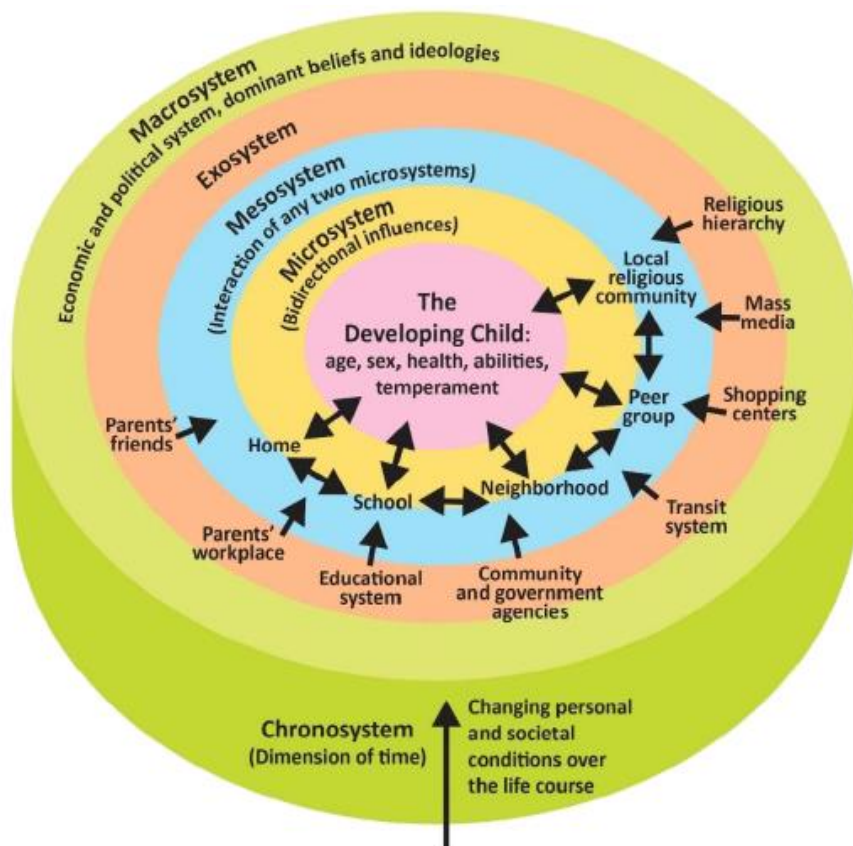 Macrosystem
Economic and political system, dominant beliefs and ideologies
Exosystem
Mesosystem
(Interaction of any two microsystems)
Microsystem
(Bidirectional influences)
The
Developing Child:
age, sex, health, abilities,
temperament
Religious
hierarchy
Local
religious
community
Mass
media
Peer
group
Shopping
centers
Parents'
friends
Home
School
Neighborhood
Transit
system
Parents'
workplace
Educational
system
Community
and government
agencies
Chronosystem
(Dimension of time)
Changing personal
and societal
conditions over
the life course